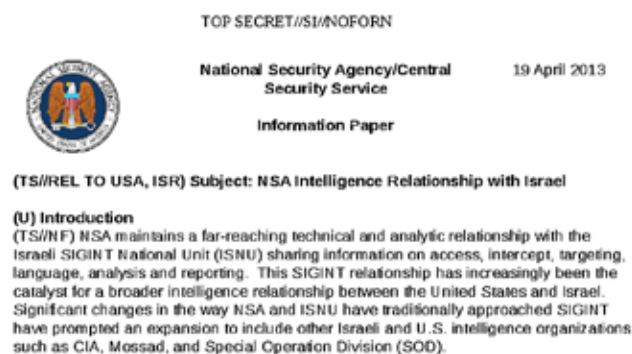 TOP SECRET//SI//NOFORN
National Security Agency/Central 19 April 2013
Security Service
Information Paper
(TS//REL TO USA, ISR) Subject: NSA Intelligence Relationship with Israel
(U) Introduction
(TS//NF) NSA maintains a far-reaching technical and analytic relationship with the
Israeli SIGINT National Unit (ISNU) sharing information on access, intercept, targeting,
language, analysis and reporting. This SIGINT relationship has increasingly been the
catalyst for a broader intelligence relationship between the United States and Israel.
Significant changes in the way NSA and ISNU have traditionally approached SIGINT
have prompted an expansion to include other Israeli and U.S. intelligence organizations
such as CIA, Mossad, and Special Operation Division (SOD).